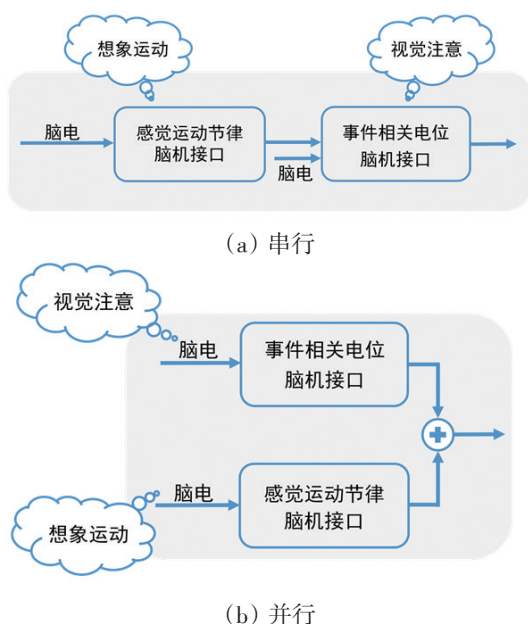 想象运动
视觉注意
脑电
感觉运动节律
脑机接口
脑电
事件相关电位
脑机接口
(a) 串行
视觉注意
脑电
事件相关电位
脑机接口
想象运动
脑电
感觉运动节律
脑机接口
(b) 并行